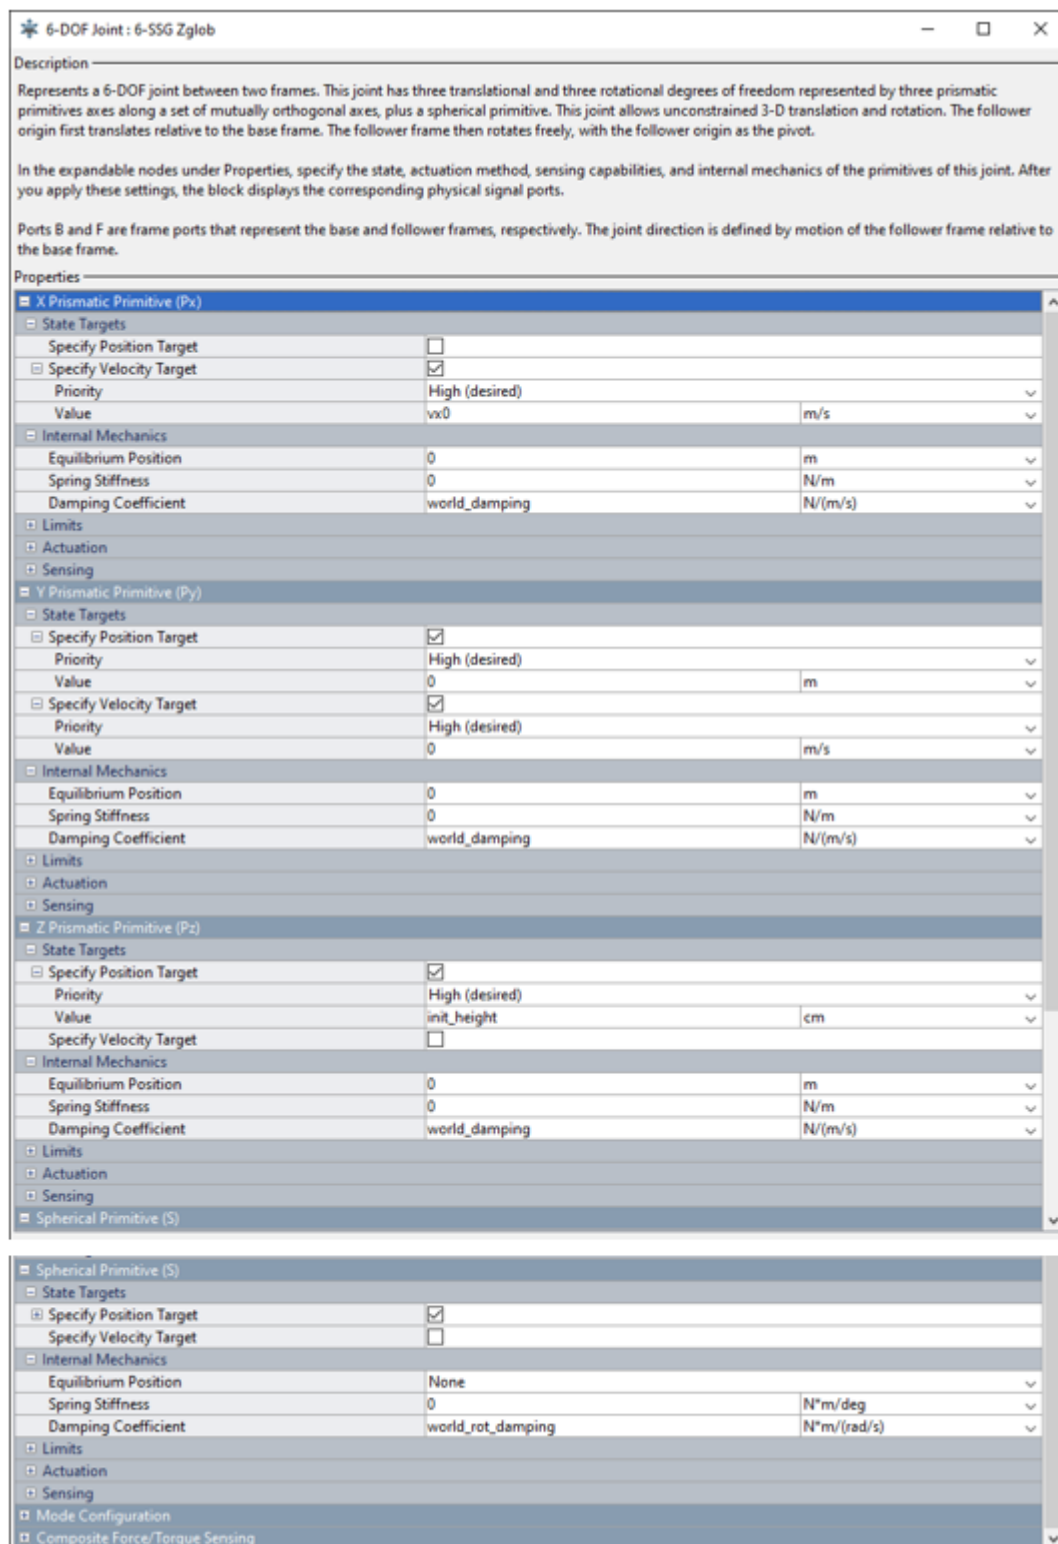 6-DOF Joint : 6-SSG Zglob
Description
Represents a 6-DOF joint between two frames. This joint has three translational and three rotational degrees of freedom represented by three prismatic
primitives axes along a set of mutually orthogonal axes, plus a spherical primitive. This joint allows unconstrained 3-D translation and rotation. The follower
origin first translates relative to the base frame. The follower frame then rotates freely, with the follower origin as the pivot.
In the expandable nodes under Properties, specify the state, actuation method, sensing capabilities, and internal mechanics of the primitives of this joint. After
you apply these settings, the block displays the corresponding physical signal ports.
Ports B and F are frame ports that represent the base and follower frames, respectively. The joint direction is defined by motion of the follower frame relative to
the base frame.
Properties
X Prismatic Primitive (Px)
State Targets
Specify Position Target
Specify Velocity Target
Priority High (desired)
Value vx0 m/s
Internal Mechanics
Equilibrium Position 0 m
Spring Stiffness 0 N/m
Damping Coefficient world_damping N/(m/s)
Limits
Actuation
Sensing
Y Prismatic Primitive (Py)
State Targets
Specify Position Target
Priority High (desired)
Value 0 m
Specify Velocity Target
Priority High (desired)
Value 0 m/s
Internal Mechanics
Equilibrium Position 0 m
Spring Stiffness 0 N/m
Damping Coefficient world_damping N/(m/s)
Limits
Actuation
Sensing
Z Prismatic Primitive (Pz)
State Targets
Specify Position Target
Priority High (desired)
Value init_height cm
Specify Velocity Target
Internal Mechanics
Equilibrium Position 0 m
Spring Stiffness 0 N/m
Damping Coefficient world_damping N/(m/s)
Limits
Actuation
Sensing
Spherical Primitive (S)
Spherical Primitive (S)
State Targets
Specify Position Target
Specify Velocity Target
Internal Mechanics
Equilibrium Position None
Spring Stiffness 0 N*m/deg
Damping Coefficient world_rot_damping N*m/(rad/s)
Limits
Actuation
Sensing
Mode Configuration
Composite Force/Torque Sensing